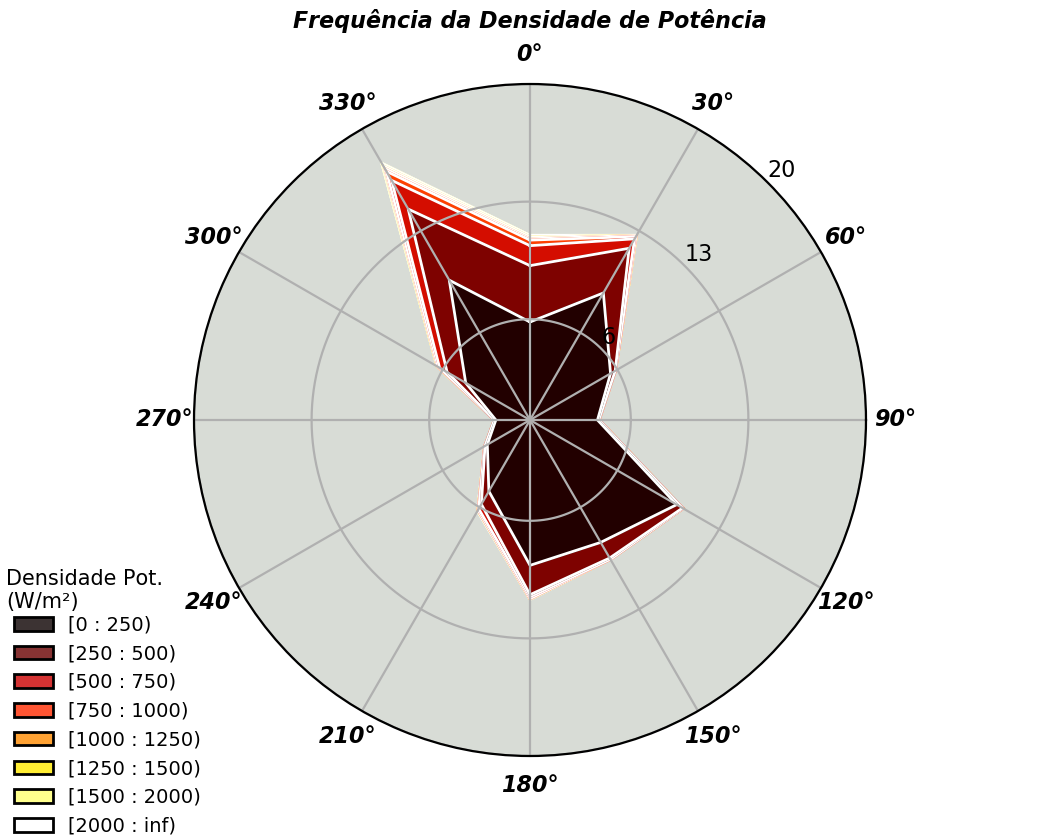 Frequência da Densidade de Potência
0°
330°
30°
20
300°
60°
13
6
270°
90°
240°
120°
210°
150°
180°
Densidade Pot.
(W/m²)
[0 : 250)
[250 : 500)
[500 : 750)
[750 : 1000)
[1000 : 1250)
[1250 : 1500)
[1500 : 2000)
[2000 : inf)